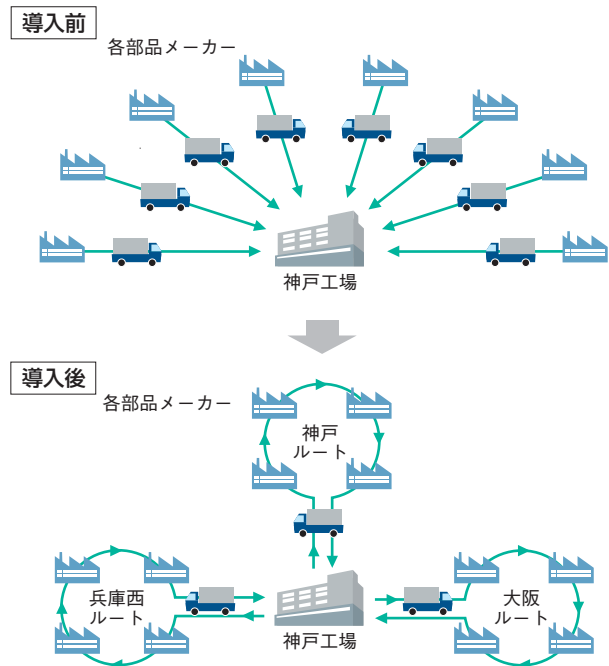 導入前
各部品メーカー
神戸工場
導入後
各部品メーカー
神戸
ルート
兵庫西
ルート
神戸工場
大阪
ルート